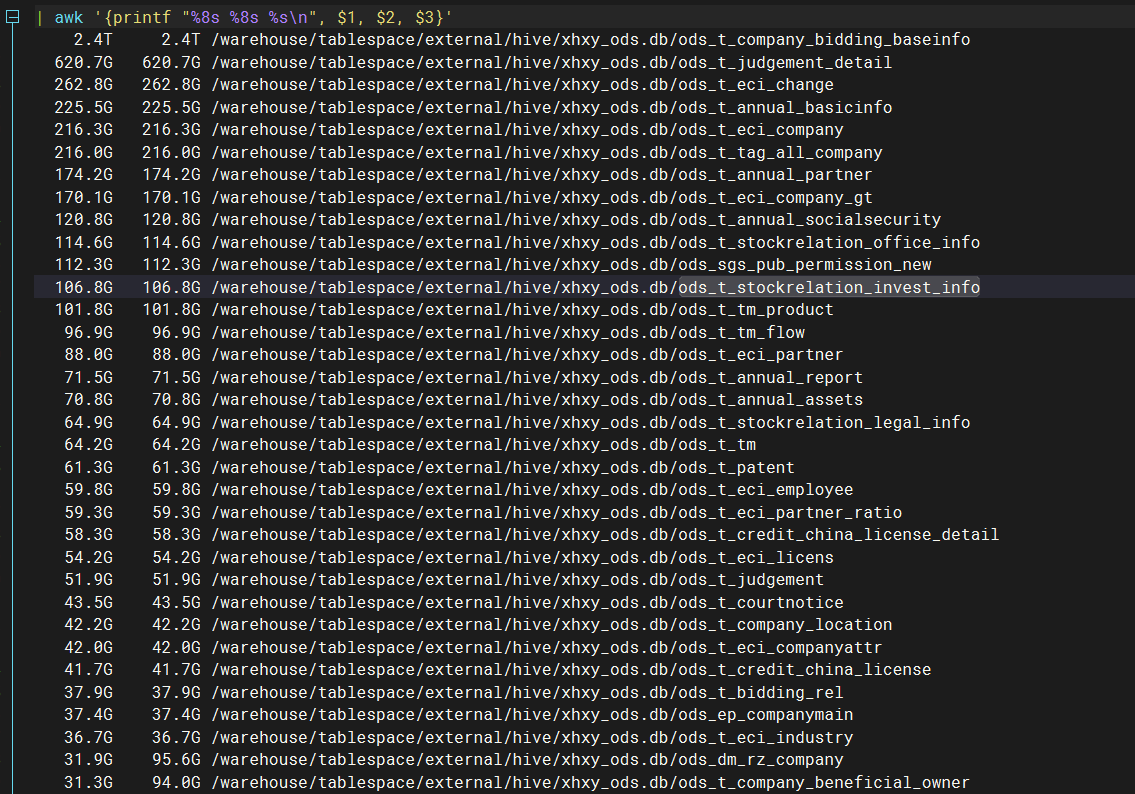 | awk '{printf "%8s %8s %s\n", $1, $2, $3}'
2.4T 2.4T /warehouse/tablespace/external/hive/xhxy_ods.db/ods_t_company_bidding_baseinfo
620.7G 620.7G /warehouse/tablespace/external/hive/xhxy_ods.db/ods_t_judgement_detail
262.8G 262.8G /warehouse/tablespace/external/hive/xhxy_ods.db/ods_t_eci_change
225.5G 225.5G /warehouse/tablespace/external/hive/xhxy_ods.db/ods_t_annual_basicinfo
216.3G 216.3G /warehouse/tablespace/external/hive/xhxy_ods.db/ods_t_eci_company
216.0G 216.0G /warehouse/tablespace/external/hive/xhxy_ods.db/ods_t_tag_all_company
174.2G 174.2G /warehouse/tablespace/external/hive/xhxy_ods.db/ods_t_annual_partner
170.1G 170.1G /warehouse/tablespace/external/hive/xhxy_ods.db/ods_t_eci_company_gt
120.8G 120.8G /warehouse/tablespace/external/hive/xhxy_ods.db/ods_t_annual_socialsecurity
114.6G 114.6G /warehouse/tablespace/external/hive/xhxy_ods.db/ods_t_stockrelation_office_info
112.3G 112.3G /warehouse/tablespace/external/hive/xhxy_ods.db/ods_sgs_pub_permission_new
106.8G 106.8G /warehouse/tablespace/external/hive/xhxy_ods.db/ods_t_stockrelation_invest_info
101.8G 101.8G /warehouse/tablespace/external/hive/xhxy_ods.db/ods_t_tm_product
96.9G 96.9G /warehouse/tablespace/external/hive/xhxy_ods.db/ods_t_tm_flow
88.0G 88.0G /warehouse/tablespace/external/hive/xhxy_ods.db/ods_t_eci_partner
71.5G 71.5G /warehouse/tablespace/external/hive/xhxy_ods.db/ods_t_annual_report
70.8G 70.8G /warehouse/tablespace/external/hive/xhxy_ods.db/ods_t_annual_assets
64.9G 64.9G /warehouse/tablespace/external/hive/xhxy_ods.db/ods_t_stockrelation_legal_info
64.2G 64.2G /warehouse/tablespace/external/hive/xhxy_ods.db/ods_t_tm
61.3G 61.3G /warehouse/tablespace/external/hive/xhxy_ods.db/ods_t_patent
59.8G 59.8G /warehouse/tablespace/external/hive/xhxy_ods.db/ods_t_eci_employee
59.3G 59.3G /warehouse/tablespace/external/hive/xhxy_ods.db/ods_t_eci_partner_ratio
58.3G 58.3G /warehouse/tablespace/external/hive/xhxy_ods.db/ods_t_credit_china_license_detail
54.2G 54.2G /warehouse/tablespace/external/hive/xhxy_ods.db/ods_t_eci_licens
51.9G 51.9G /warehouse/tablespace/external/hive/xhxy_ods.db/ods_t_judgement
43.5G 43.5G /warehouse/tablespace/external/hive/xhxy_ods.db/ods_t_courtnotice
42.2G 42.2G /warehouse/tablespace/external/hive/xhxy_ods.db/ods_t_company_location
42.0G 42.0G /warehouse/tablespace/external/hive/xhxy_ods.db/ods_t_eci_companyattr
41.7G 41.7G /warehouse/tablespace/external/hive/xhxy_ods.db/ods_t_credit_china_license
37.9G 37.9G /warehouse/tablespace/external/hive/xhxy_ods.db/ods_t_bidding_rel
37.4G 37.4G /warehouse/tablespace/external/hive/xhxy_ods.db/ods_ep_companymain
36.7G 36.7G /warehouse/tablespace/external/hive/xhxy_ods.db/ods_t_eci_industry
31.9G 95.6G /warehouse/tablespace/external/hive/xhxy_ods.db/ods_dm_rz_company
31.3G 94.0G /warehouse/tablespace/external/hive/xhxy_ods.db/ods_t_company_beneficial_owner